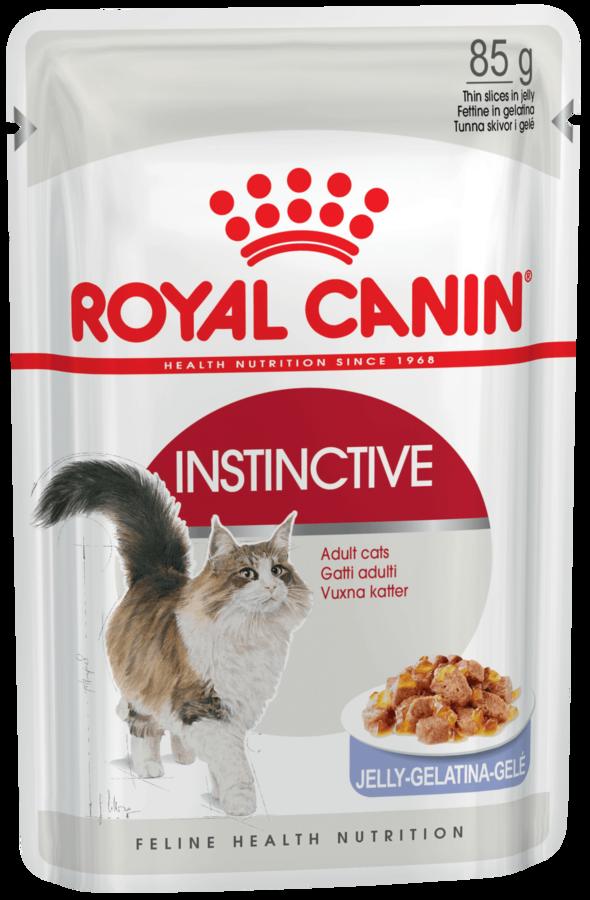 85 g
Thin slices in jelly
Fettine in gelatina
Tunna skivor i gelé
ROYAL CANIN®
HEALTH NUTRITION SINCE 1968
INSTINCTIVE
Adult cats
Gatti adulti
Vuxna katter
JELLY-GELATINA-GELÉ
FELINE HEALTH NUTRITION